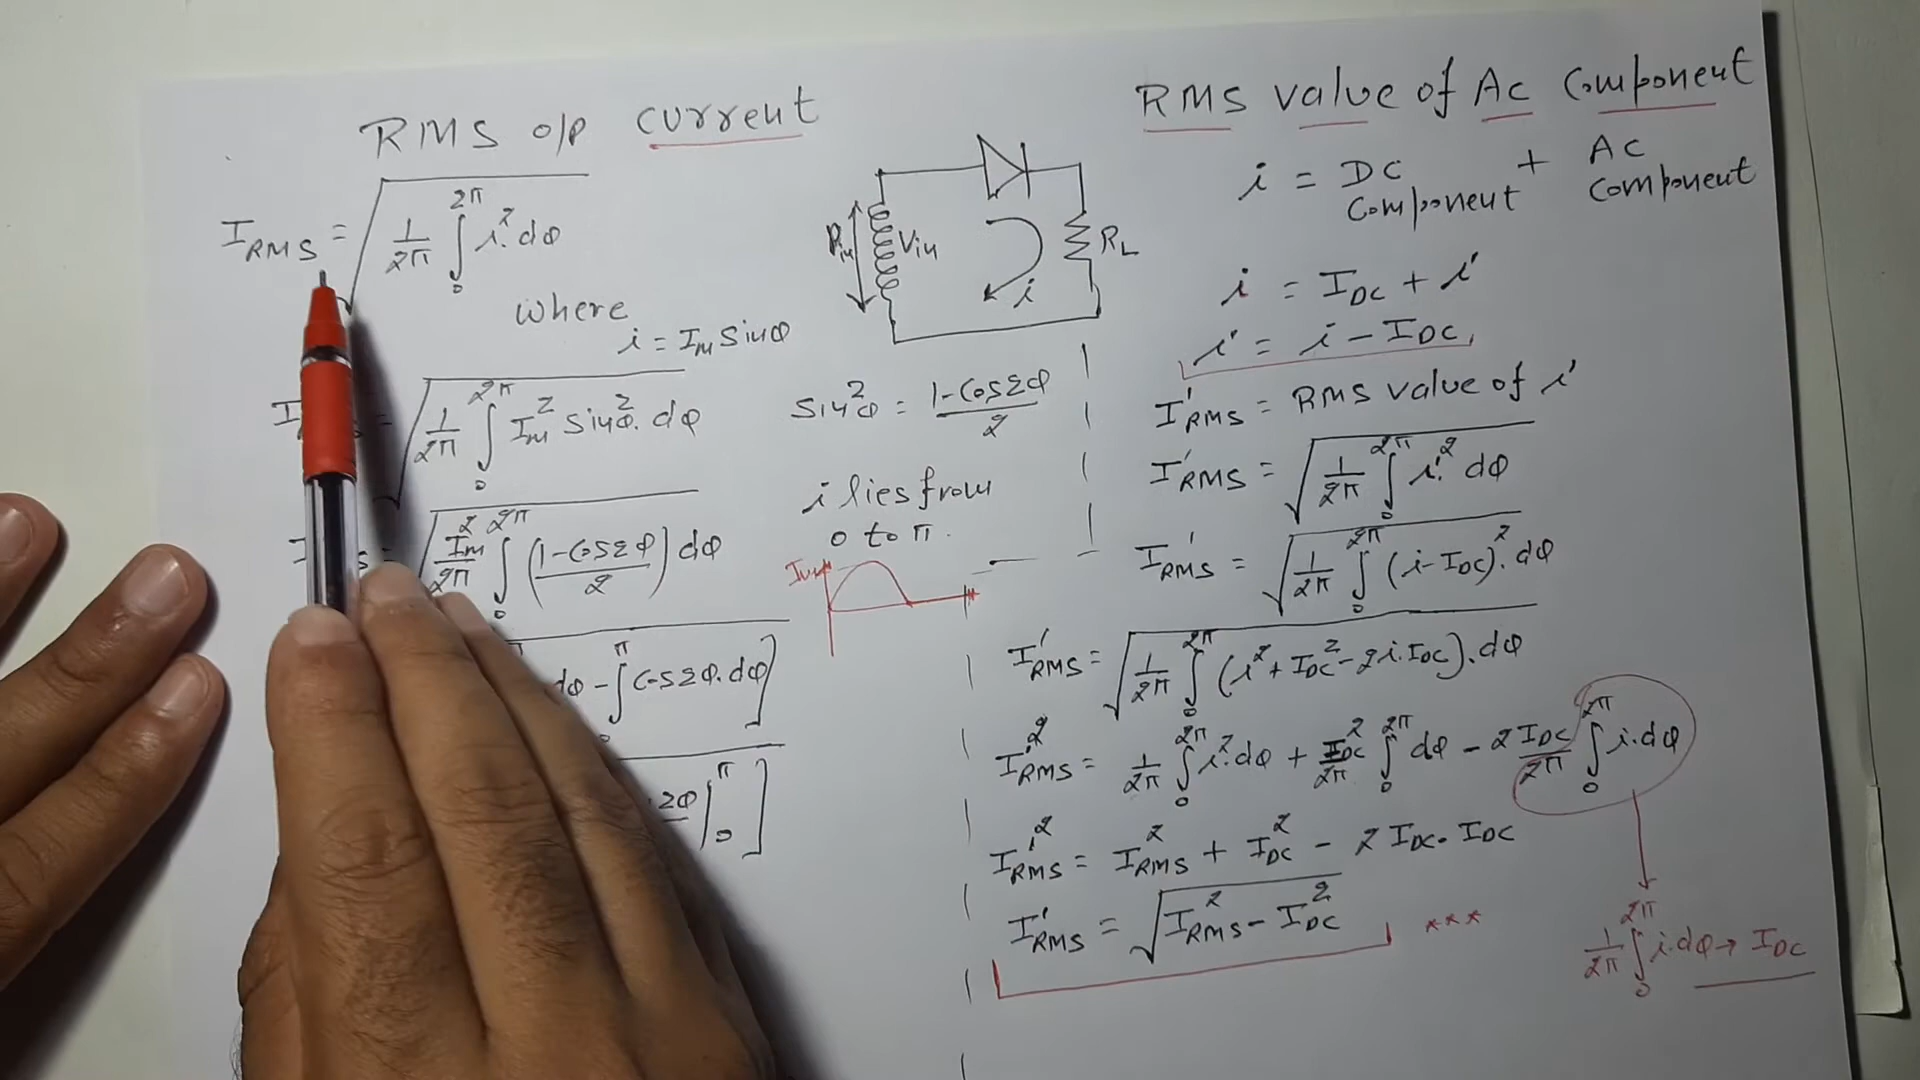 RMS o/p current
I_RMS = √(1/2π ∫₀^2π i². dφ)
where
i = I_m sinφ
= √(1/2π ∫₀^2π I_m² sin²φ. dφ)
= √(I_m²/2π ∫₀^2π ((1-cos2φ)/2) dφ)
dφ - ∫₀^π cos2φ. dφ]
2φ |₀^π ]
V_in
R_L
i
sin²φ = (1-cos2φ)/2
i lies from
0 to π.
RMS value of AC component
i = DC component + AC component
i = I_DC + i'
i' = i - I_DC
I'_RMS = RMS value of i'
I'_RMS = √(1/2π ∫₀^2π i'² dφ)
I'_RMS = √(1/2π ∫₀^2π (i-I_DC)². dφ)
I'_RMS = √(1/2π ∫₀^2π (i² + I_DC² - 2i.I_DC). dφ)
I'²_RMS = 1/2π ∫₀^2π i². dφ + I_DC²/2π ∫₀^2π dφ - 2I_DC/2π ∫₀^2π i.dφ
I'²_RMS = I²_RMS + I²_DC - 2 I_DC. I_DC
I'_RMS = √(I²_RMS - I²_DC) ***
1/2π ∫₀^2π i.dφ → I_DC